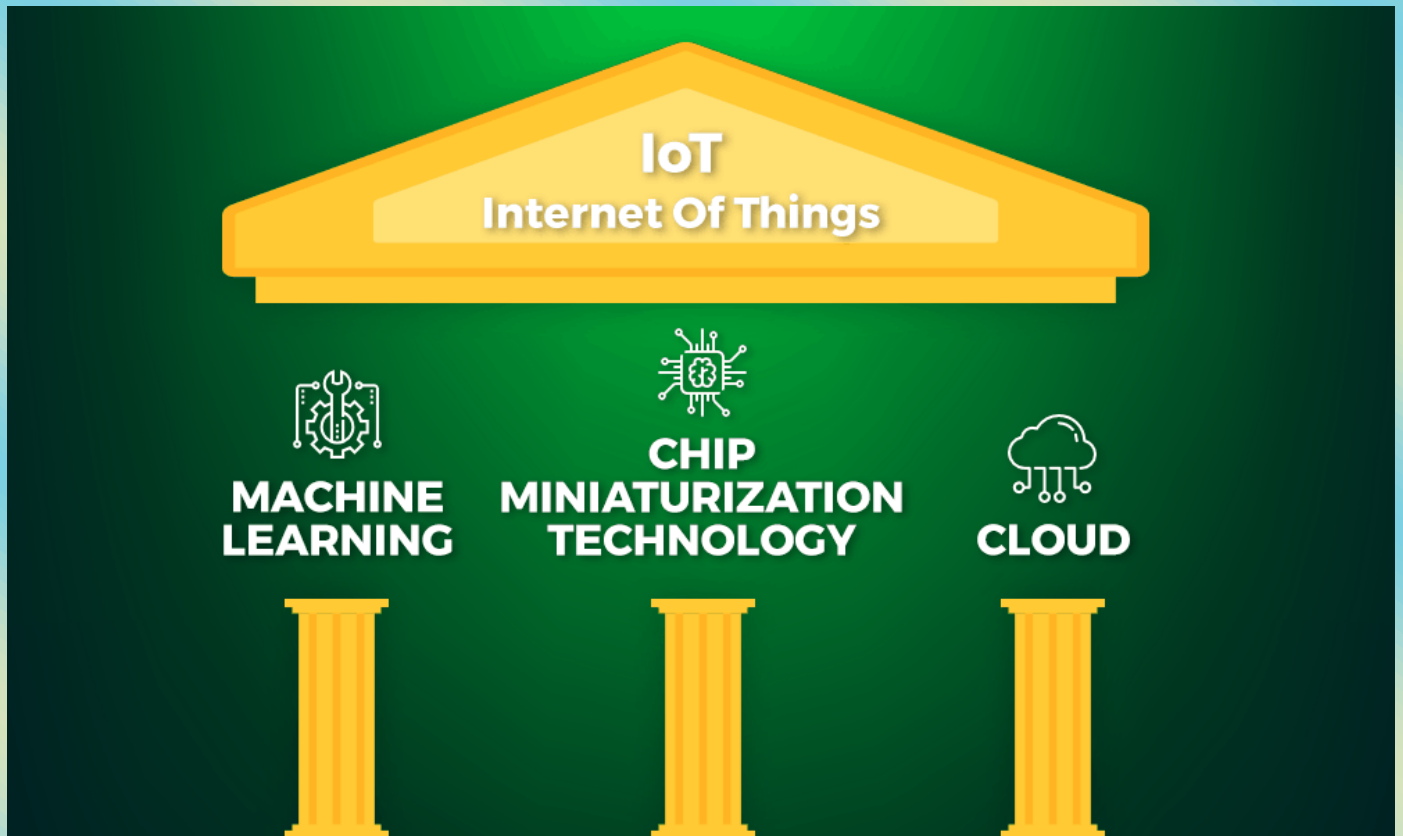 IoT
Internet Of Things
MACHINE
LEARNING
CHIP
MINIATURIZATION
TECHNOLOGY
CLOUD